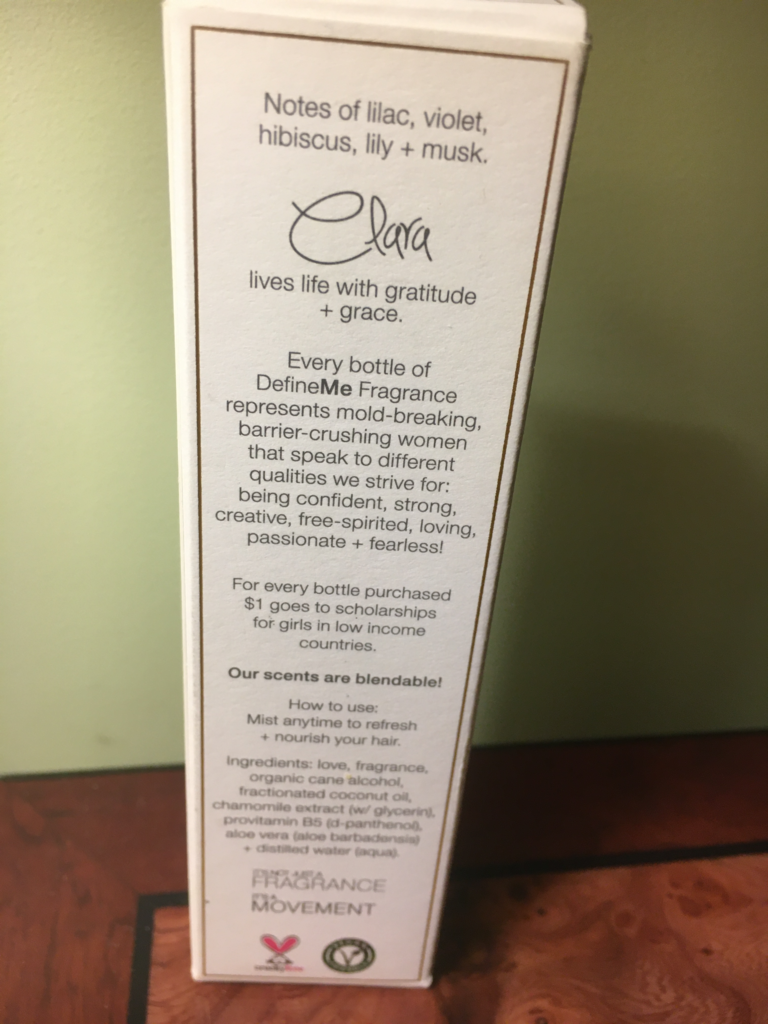 Notes of lilac, violet,
hibiscus, lily + musk.
Clara
lives life with gratitude
+ grace.
Every bottle of
DefineMe Fragrance
represents mold-breaking,
barrier-crushing women
that speak to different
qualities we strive for:
being confident, strong,
creative, free-spirited, loving,
passionate + fearless!
For every bottle purchased
$1 goes to scholarships
for girls in low income
countries.
Our scents are blendable!
How to use:
Mist anytime to refresh
+ nourish your hair.
Ingredients: love, fragrance,
organic cane alcohol,
fractionated coconut oil,
chamomile extract (w/ glycerin),
provitamin B5 (d-panthenol),
aloe vera (aloe barbadensis)
+ distilled water (aqua).
IT'S NOT JUST A
FRAGRANCE
IT'S A
MOVEMENT